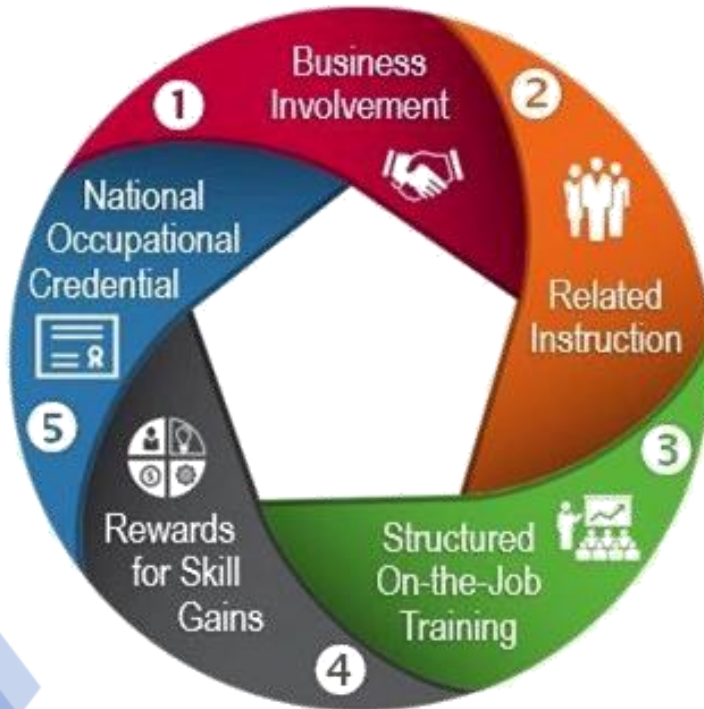 1
Business
Involvement
2
Related
Instruction
3
Structured
On-the-Job
Training
4
Rewards
for Skill
Gains
5
National
Occupational
Credential